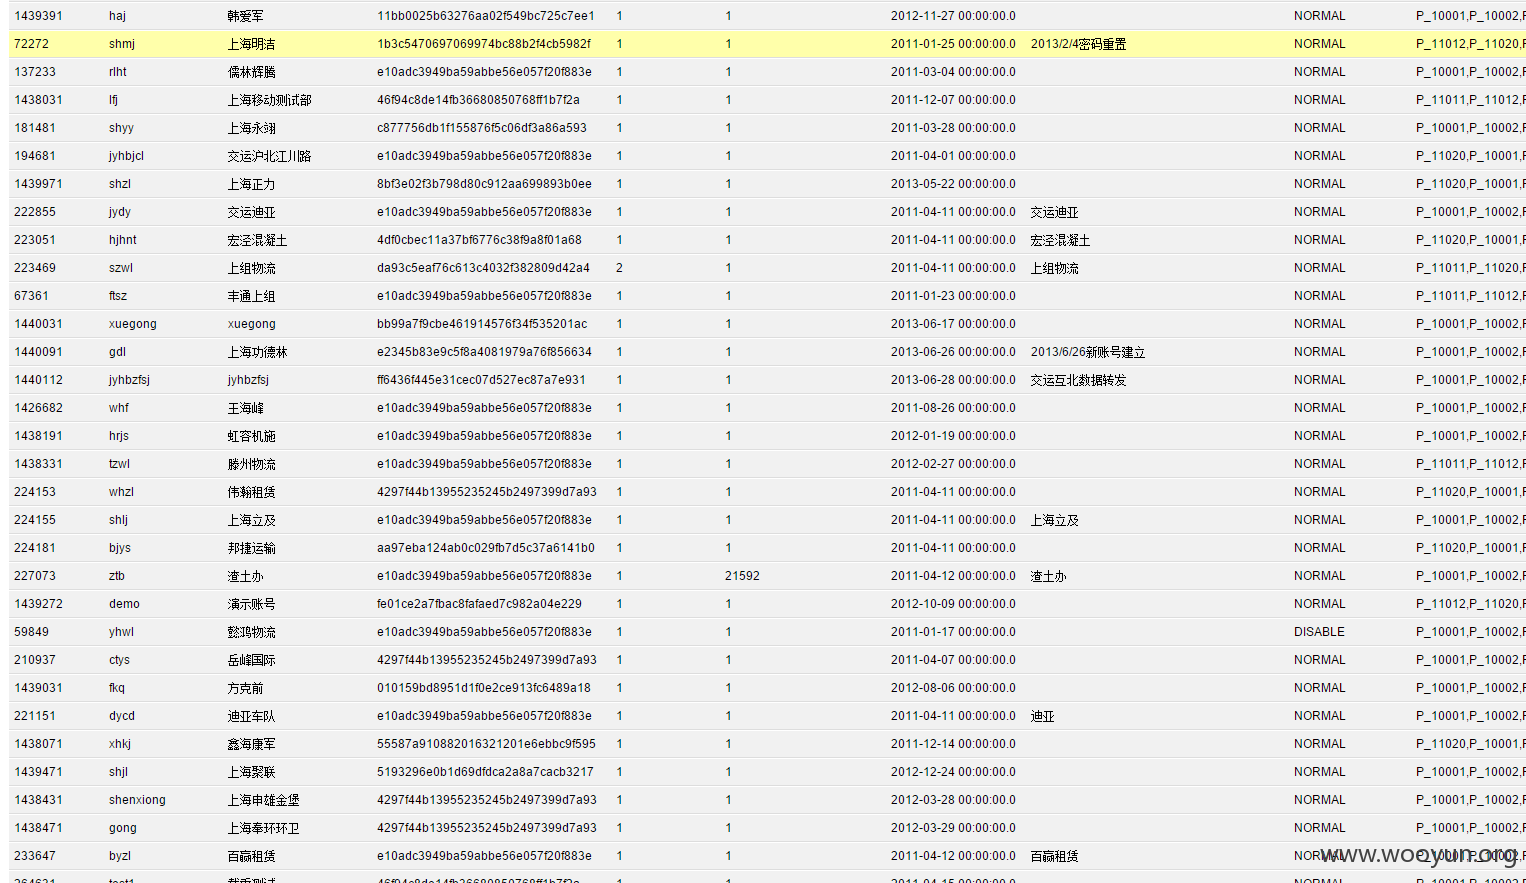 1439391 haj 韩爱军 11bb0025b63276aa02f549bc725c7ee1 1 1 2012-11-27 00:00:00.0 NORMAL P_10001,P_10002,F
72272 shmj 上海明洁 1b3c5470697069974bc88b2f4cb5982f 1 1 2011-01-25 00:00:00.0 2013/2/4密码重置 NORMAL P_11012,P_11020,F
137233 rlht 儒林辉腾 e10adc3949ba59abbe56e057f20f883e 1 1 2011-03-04 00:00:00.0 NORMAL P_10001,P_10002,F
1438031 lfj 上海移动测试部 46f94c8de14fb36680850768ff1b7f2a 1 1 2011-12-07 00:00:00.0 NORMAL P_11011,P_11012,F
181481 shyy 上海永翊 c877756db1f155876f5c06df3a86a593 1 1 2011-03-28 00:00:00.0 NORMAL P_10001,P_10002,F
194681 jyhbjcl 交运沪北江川路 e10adc3949ba59abbe56e057f20f883e 1 1 2011-04-01 00:00:00.0 NORMAL P_11020,P_10001,F
1439971 shzl 上海正力 8bf3e02f3b798d80c912aa699893b0ee 1 1 2013-05-22 00:00:00.0 NORMAL P_11020,P_10001,F
222855 jydy 交运迪亚 e10adc3949ba59abbe56e057f20f883e 1 1 2011-04-11 00:00:00.0 交运迪亚 NORMAL P_10001,P_10002,F
223051 hjhnt 宏泾混凝土 4df0cbec11a37bf6776c38f9a8f01a68 1 1 2011-04-11 00:00:00.0 宏泾混凝土 NORMAL P_11020,P_10001,F
223469 szwl 上组物流 da93c5eaf76c613c4032f382809d42a4 2 1 2011-04-11 00:00:00.0 上组物流 NORMAL P_11011,P_11020,F
67361 ftsz 丰通上组 e10adc3949ba59abbe56e057f20f883e 1 1 2011-01-23 00:00:00.0 NORMAL P_11011,P_11012,F
1440031 xuegong xuegong bb99a7f9cbe461914576f34f535201ac 1 1 2013-06-17 00:00:00.0 NORMAL P_10001,P_10002,F
1440091 gdl 上海功德林 e2345b83e9c5f8a4081979a76f856634 1 1 2013-06-26 00:00:00.0 2013/6/26新账号建立 NORMAL P_10001,P_10002,F
1440112 jyhbzfsj jyhbzfsj ff6436f445e31cec07d527ec87a7e931 1 1 2013-06-28 00:00:00.0 交运互北数据转发 NORMAL P_10001,P_10002,F
1426682 whf 王海峰 e10adc3949ba59abbe56e057f20f883e 1 1 2011-08-26 00:00:00.0 NORMAL P_10001,P_10002,F
1438191 hrjs 虹容机施 e10adc3949ba59abbe56e057f20f883e 1 1 2012-01-19 00:00:00.0 NORMAL P_10001,P_10002,F
1438331 tzwl 滕州物流 e10adc3949ba59abbe56e057f20f883e 1 1 2012-02-27 00:00:00.0 NORMAL P_11011,P_11012,F
224153 whzl 伟翰租赁 4297f44b13955235245b2497399d7a93 1 1 2011-04-11 00:00:00.0 NORMAL P_11020,P_10001,F
224155 shlj 上海立及 e10adc3949ba59abbe56e057f20f883e 1 1 2011-04-11 00:00:00.0 上海立及 NORMAL P_10001,P_10002,F
224181 bjys 邦捷运输 aa97eba124ab0c029fb7d5c37a6141b0 1 1 2011-04-11 00:00:00.0 NORMAL P_11020,P_10001,F
227073 ztb 渣土办 e10adc3949ba59abbe56e057f20f883e 1 21592 2011-04-12 00:00:00.0 渣土办 NORMAL P_10001,P_10002,F
1439272 demo 演示账号 fe01ce2a7fbac8fafaed7c982a04e229 1 1 2012-10-09 00:00:00.0 NORMAL P_11012,P_11020,F
59849 yhwl 懿鸿物流 e10adc3949ba59abbe56e057f20f883e 1 1 2011-01-17 00:00:00.0 DISABLE P_10001,P_10002,F
210937 ctys 岳峰国际 4297f44b13955235245b2497399d7a93 1 1 2011-04-07 00:00:00.0 NORMAL P_10001,P_10002,F
1439031 fkq 方克前 010159bd8951d1f0e2ce913fc6489a18 1 1 2012-08-06 00:00:00.0 NORMAL P_10001,P_10002,F
221151 dycd 迪亚车队 e10adc3949ba59abbe56e057f20f883e 1 1 2011-04-11 00:00:00.0 迪亚 NORMAL P_10001,P_10002,F
1438071 xhkj 鑫海康军 55587a910882016321201e6ebbc9f595 1 1 2011-12-14 00:00:00.0 NORMAL P_11020,P_10001,F
1439471 shjl 上海聚联 5193296e0b1d69dfdca2a8a7cacb3217 1 1 2012-12-24 00:00:00.0 NORMAL P_10001,P_10002,F
1438431 shenxiong 上海申雄金堡 4297f44b13955235245b2497399d7a93 1 1 2012-03-28 00:00:00.0 NORMAL P_10001,P_10002,F
1438471 gong 上海奉环环卫 4297f44b13955235245b2497399d7a93 1 1 2012-03-29 00:00:00.0 NORMAL P_10001,P_10002,F
233647 byzl 百赢租赁 e10adc3949ba59abbe56e057f20f883e 1 1 2011-04-12 00:00:00.0 百赢租赁 NORMAL P_10001,P_10002,F
www.wooyun.org